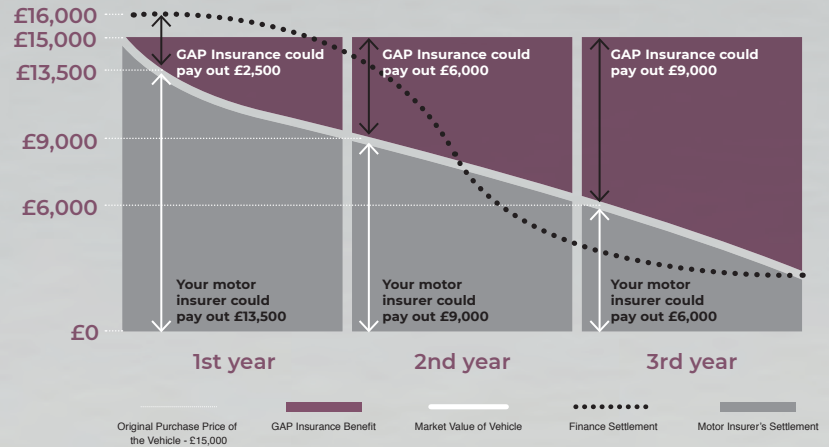 £16,000
£15,000
£13,500
£9,000
£6,000
£0
GAP Insurance could
pay out £2,500
GAP Insurance could
pay out £6,000
GAP Insurance could
pay out £9,000
Your motor
insurer could
pay out £13,500
Your motor
insurer could
pay out £9,000
Your motor
insurer could
pay out £6,000
1st year
2nd year
3rd year
Original Purchase Price of
the Vehicle - £15,000
GAP Insurance Benefit
Market Value of Vehicle
Finance Settlement
Motor Insurer's Settlement